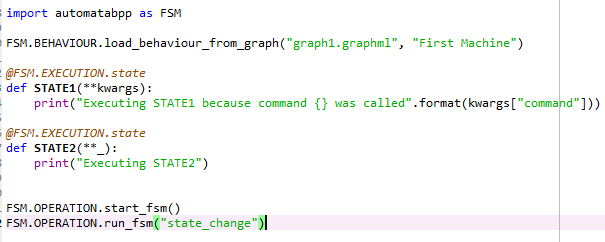 import automatabpp as FSM
FSM.BEHAVIOUR.load_behaviour_from_graph("graph1.graphml", "First Machine")
@FSM.EXECUTION.state
def STATE1(**kwargs):
    print("Executing STATE1 because command {} was called".format(kwargs["command"]))
@FSM.EXECUTION.state
def STATE2(**_):
    print("Executing STATE2")
FSM.OPERATION.start_fsm()
FSM.OPERATION.run_fsm("state_change")